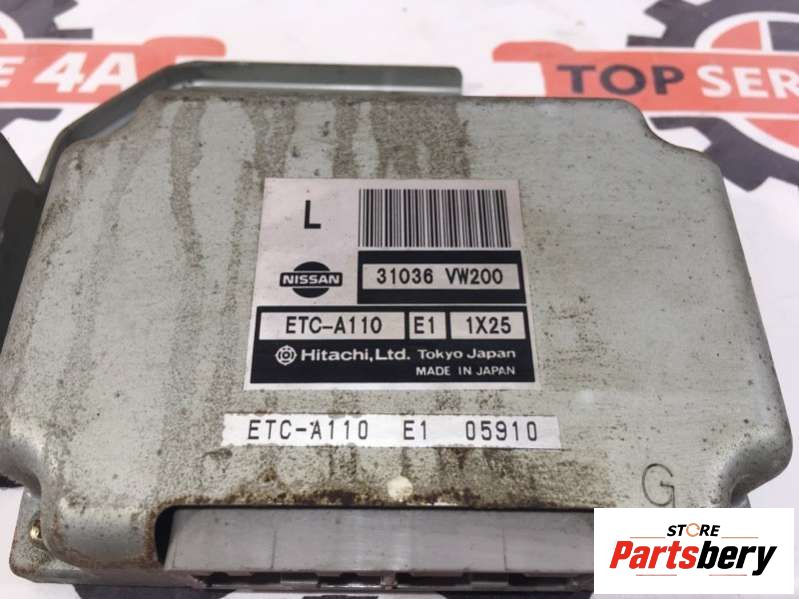 E 4A
TOP SER
L
NISSAN
31036 VW200
ETC-A110 E1 1X25
Hitachi, Ltd. Tokyo Japan
MADE IN JAPAN
ETC-A110 E1 05910
G
STORE
Partsbery